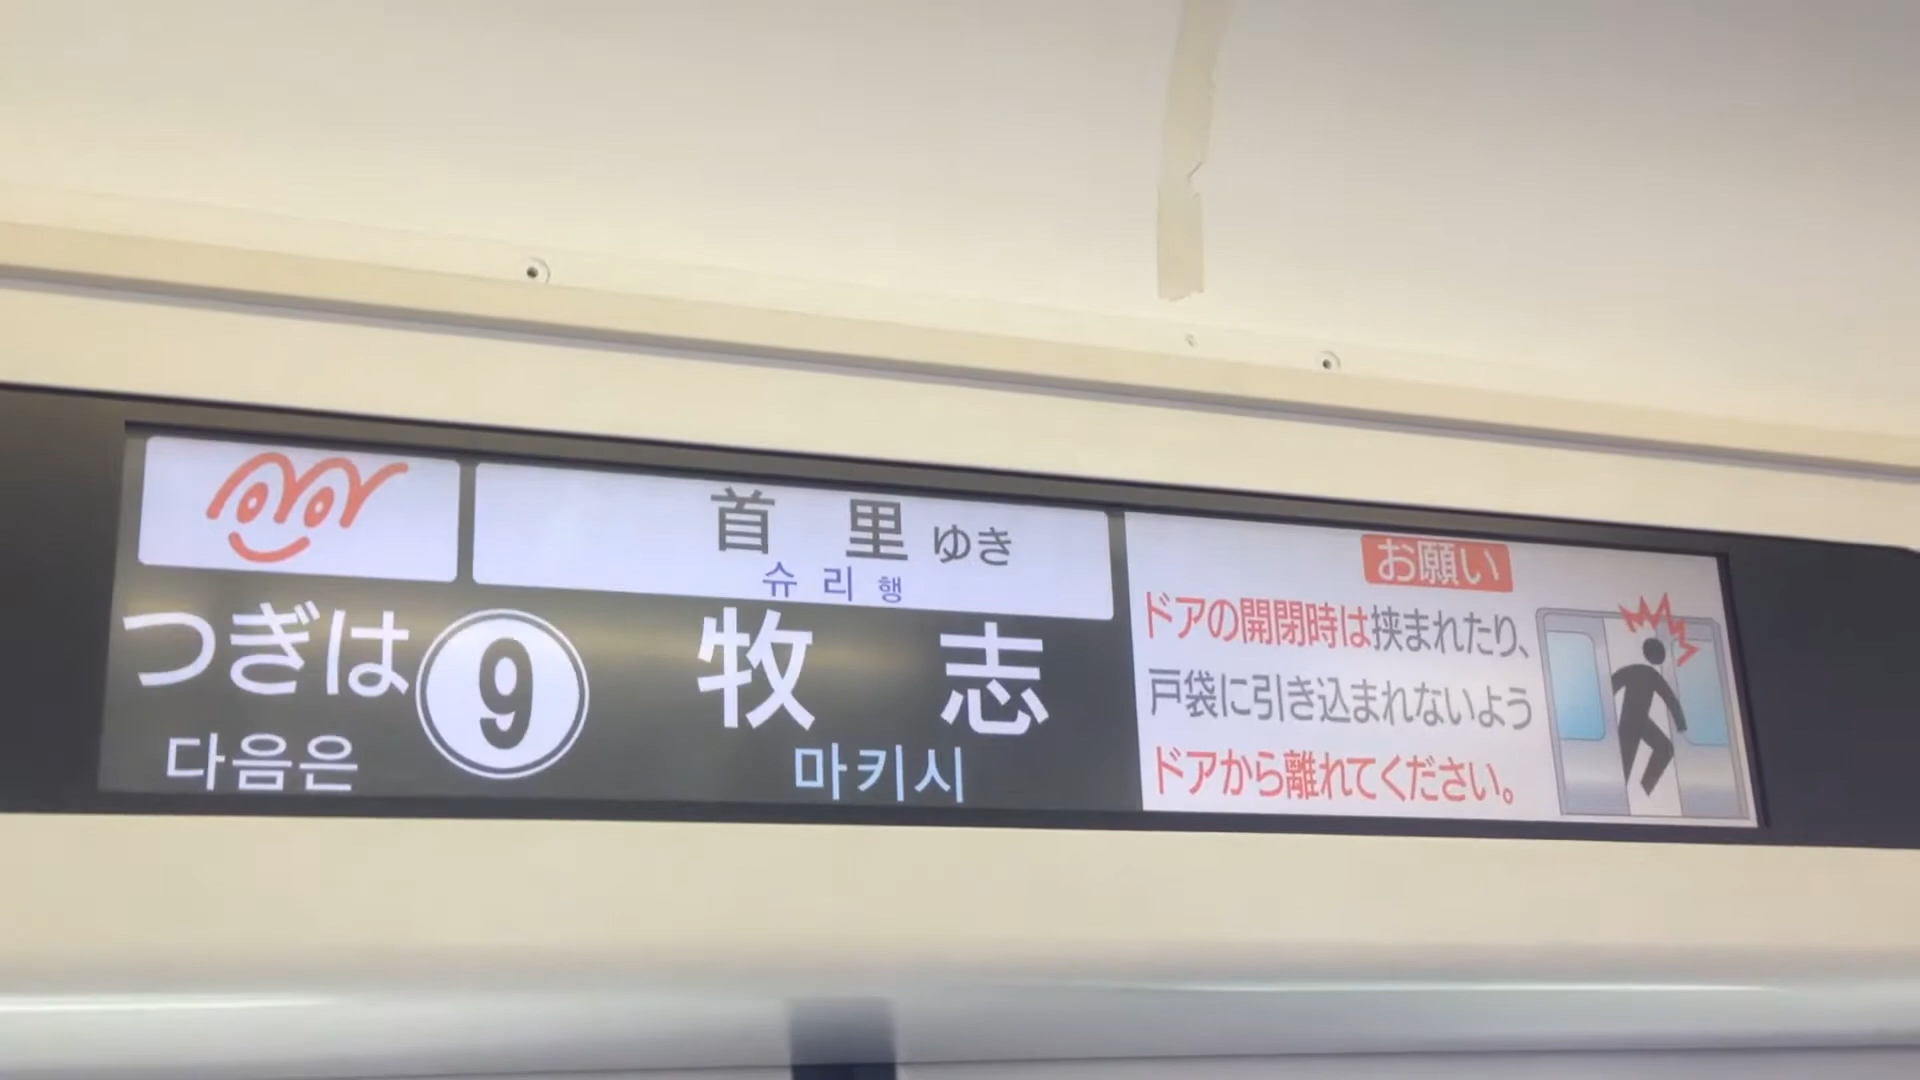 首里ゆき
슈리 행
つぎは 9 牧志
다음은 마키시
お願い
ドアの開閉時は挟まれたり、
戸袋に引き込まれないよう
ドアから離れてください。